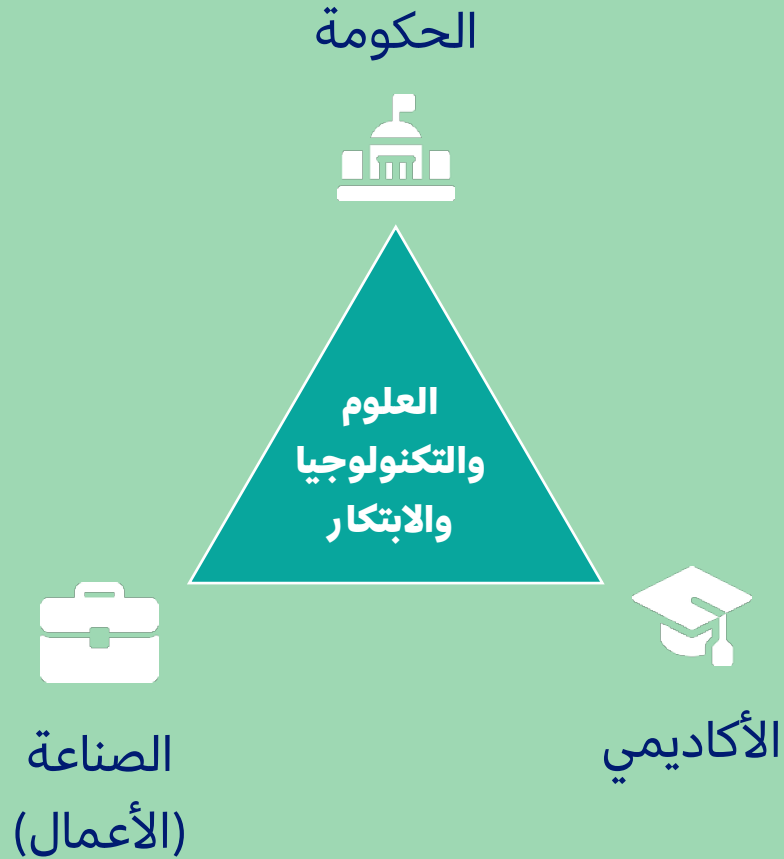 الحكومة
العلوم
والتكنولوجيا
والابتكار
الأكاديمي
الصناعة
(الأعمال)